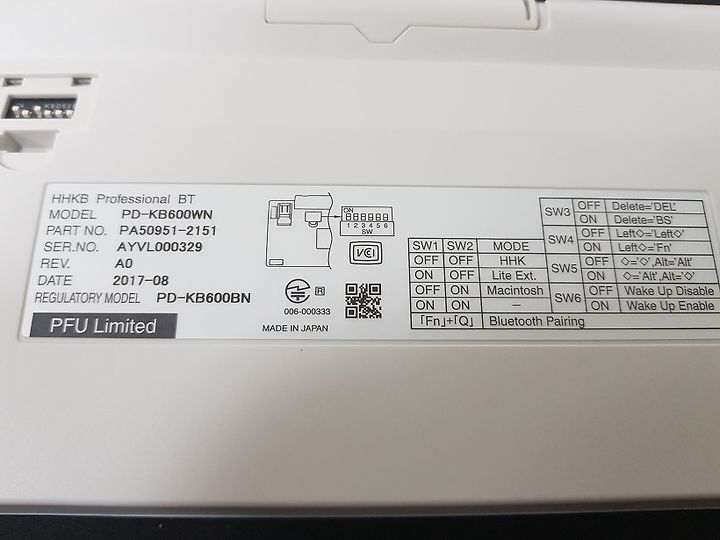 HHKB Professional BT
MODEL PD-KB600WN
PART NO. PA50951-2151
SER.NO. AYVL000329
REV. A0
DATE 2017-08
REGULATORY MODEL PD-KB600BN
PFU Limited
ON
1 2 3 4 5 6
SW
VCI
R
006-000333
MADE IN JAPAN
SW1 SW2 MODE
OFF OFF HHK
ON OFF Lite Ext.
OFF ON Macintosh
ON ON –
「Fn」+「Q」 Bluetooth Pairing
SW3 OFF Delete='DEL'
ON Delete='BS'
SW4 OFF Left◇='Left◇'
ON Left◇='Fn'
SW5 OFF ◇='◇',Alt='Alt'
ON ◇='Alt',Alt='◇'
SW6 OFF Wake Up Disable
ON Wake Up Enable